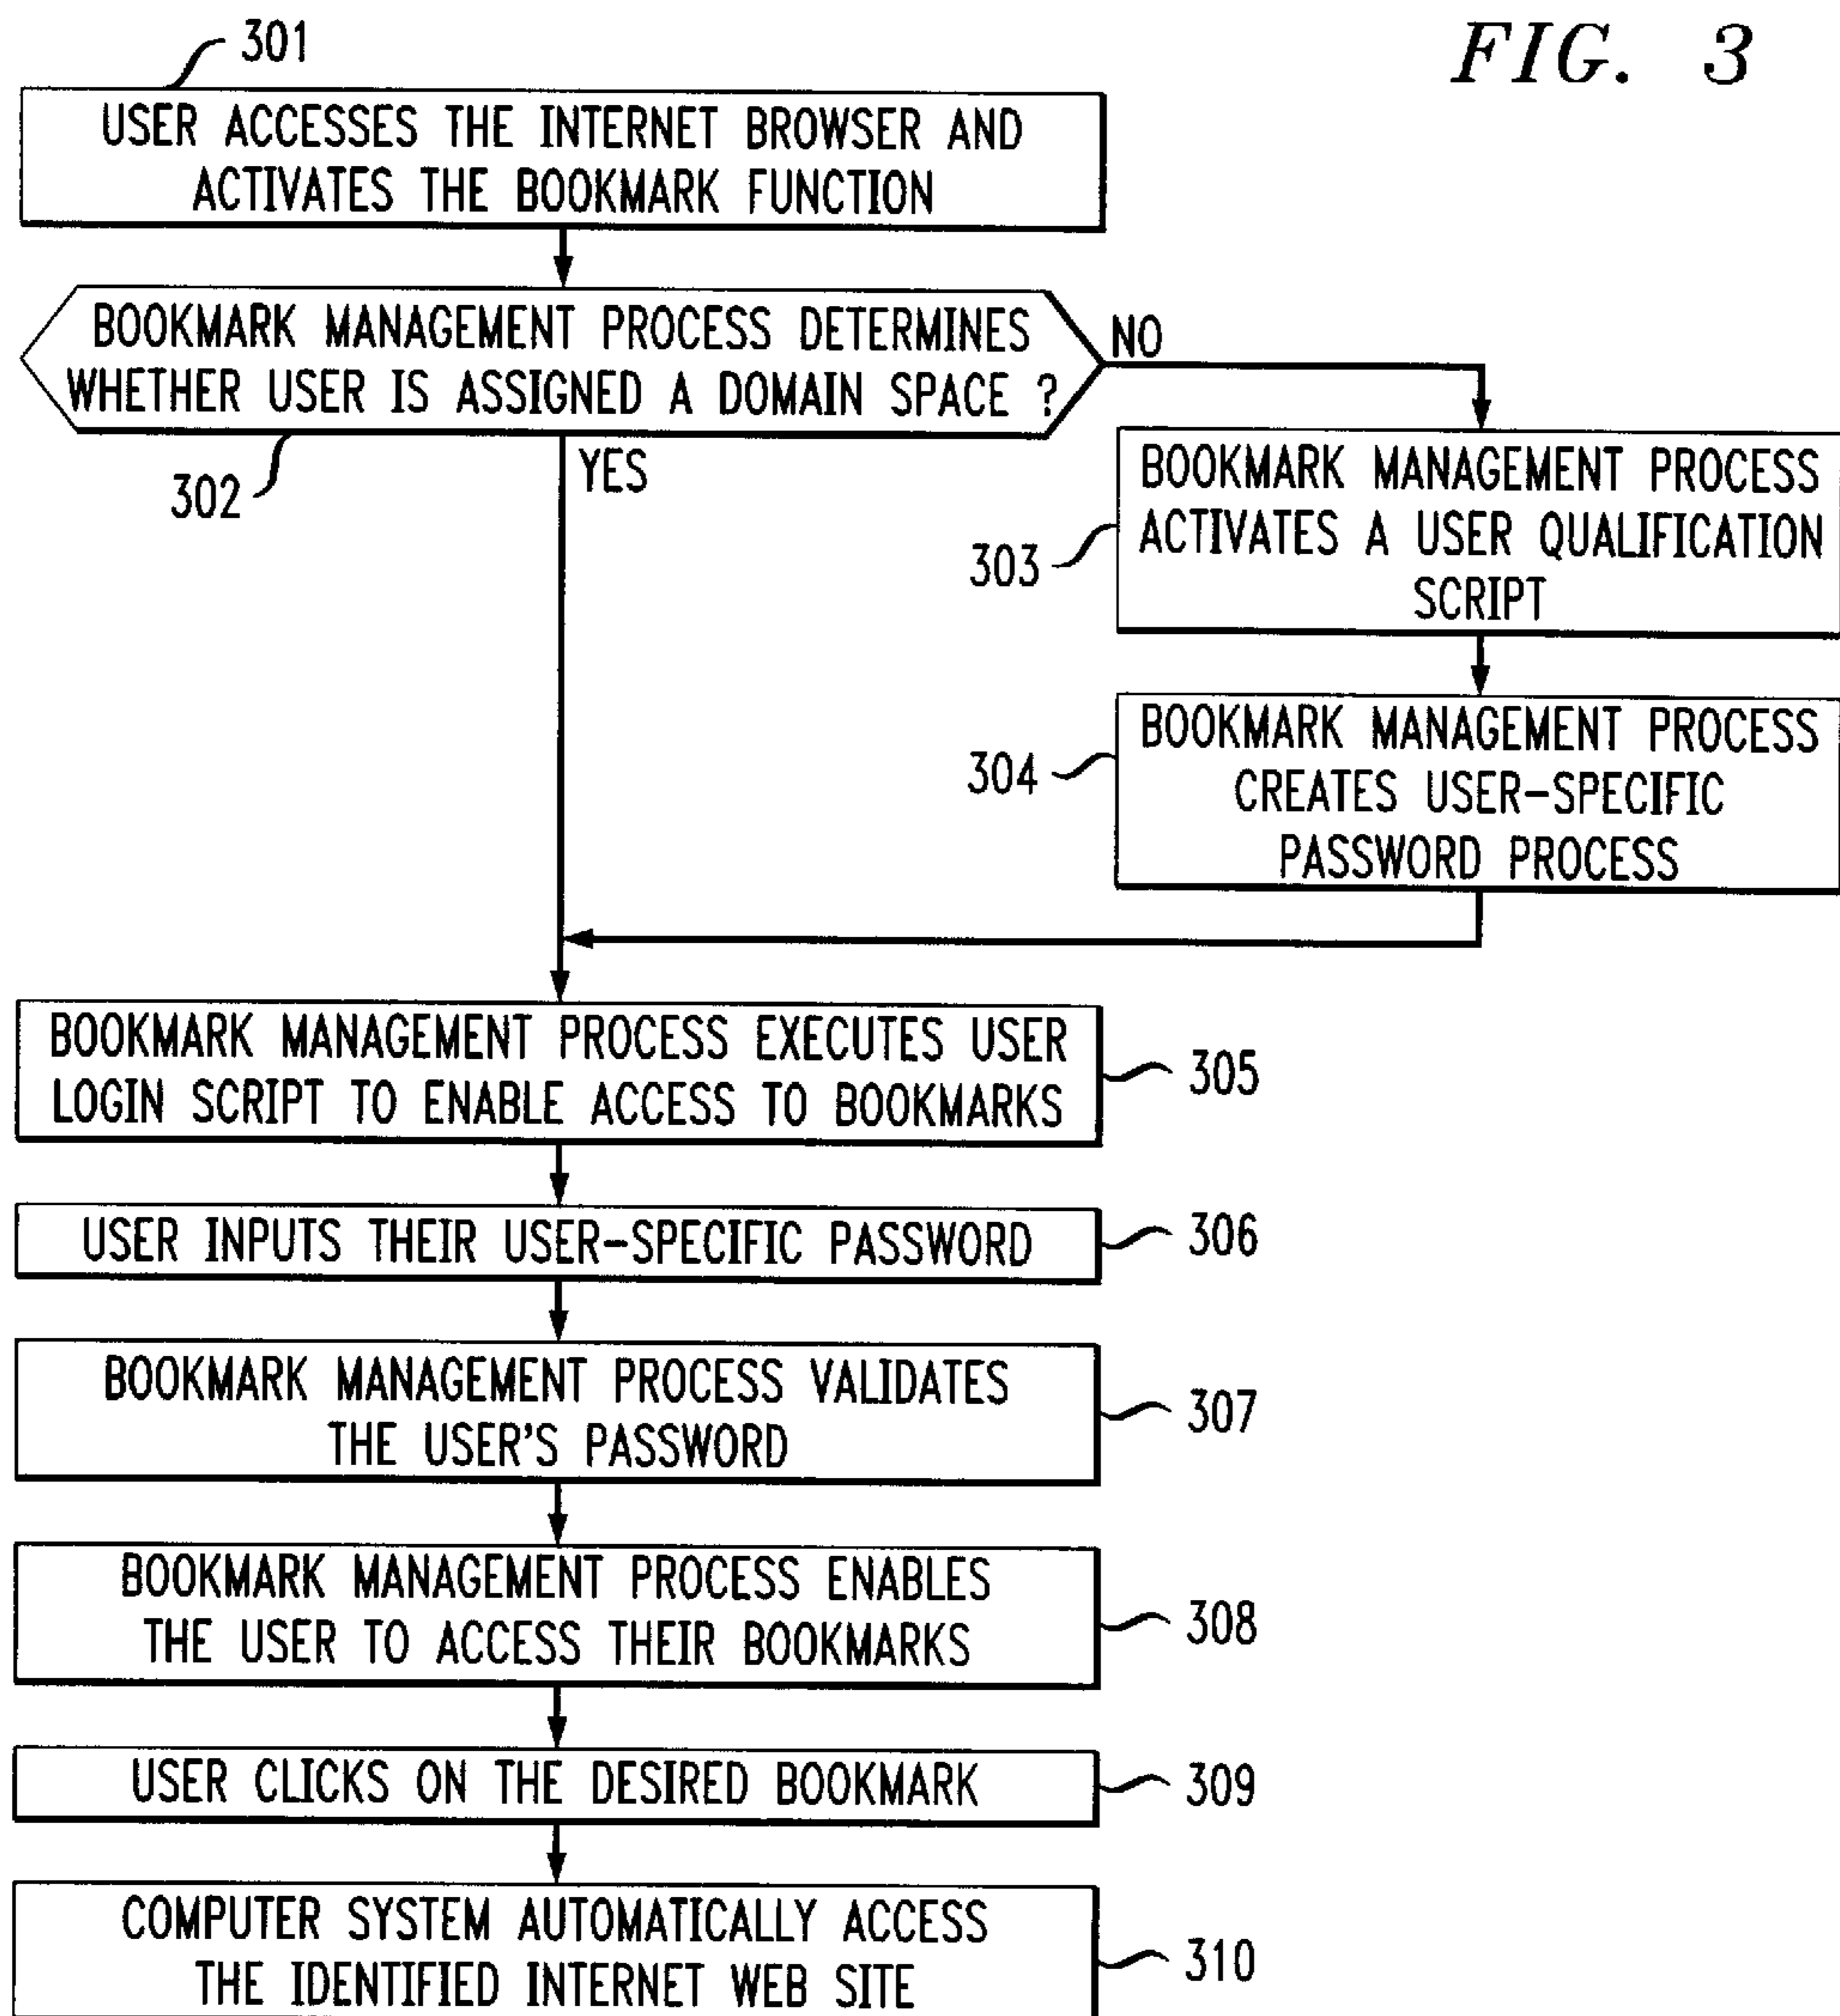 FIG. 3
301
USER ACCESSES THE INTERNET BROWSER AND
ACTIVATES THE BOOKMARK FUNCTION
BOOKMARK MANAGEMENT PROCESS DETERMINES
WHETHER USER IS ASSIGNED A DOMAIN SPACE ?
NO
YES
302
BOOKMARK MANAGEMENT PROCESS
ACTIVATES A USER QUALIFICATION
SCRIPT
303
BOOKMARK MANAGEMENT PROCESS
CREATES USER-SPECIFIC
PASSWORD PROCESS
304
BOOKMARK MANAGEMENT PROCESS EXECUTES USER
LOGIN SCRIPT TO ENABLE ACCESS TO BOOKMARKS
305
USER INPUTS THEIR USER-SPECIFIC PASSWORD
306
BOOKMARK MANAGEMENT PROCESS VALIDATES
THE USER'S PASSWORD
307
BOOKMARK MANAGEMENT PROCESS ENABLES
THE USER TO ACCESS THEIR BOOKMARKS
308
USER CLICKS ON THE DESIRED BOOKMARK
309
COMPUTER SYSTEM AUTOMATICALLY ACCESS
THE IDENTIFIED INTERNET WEB SITE
310